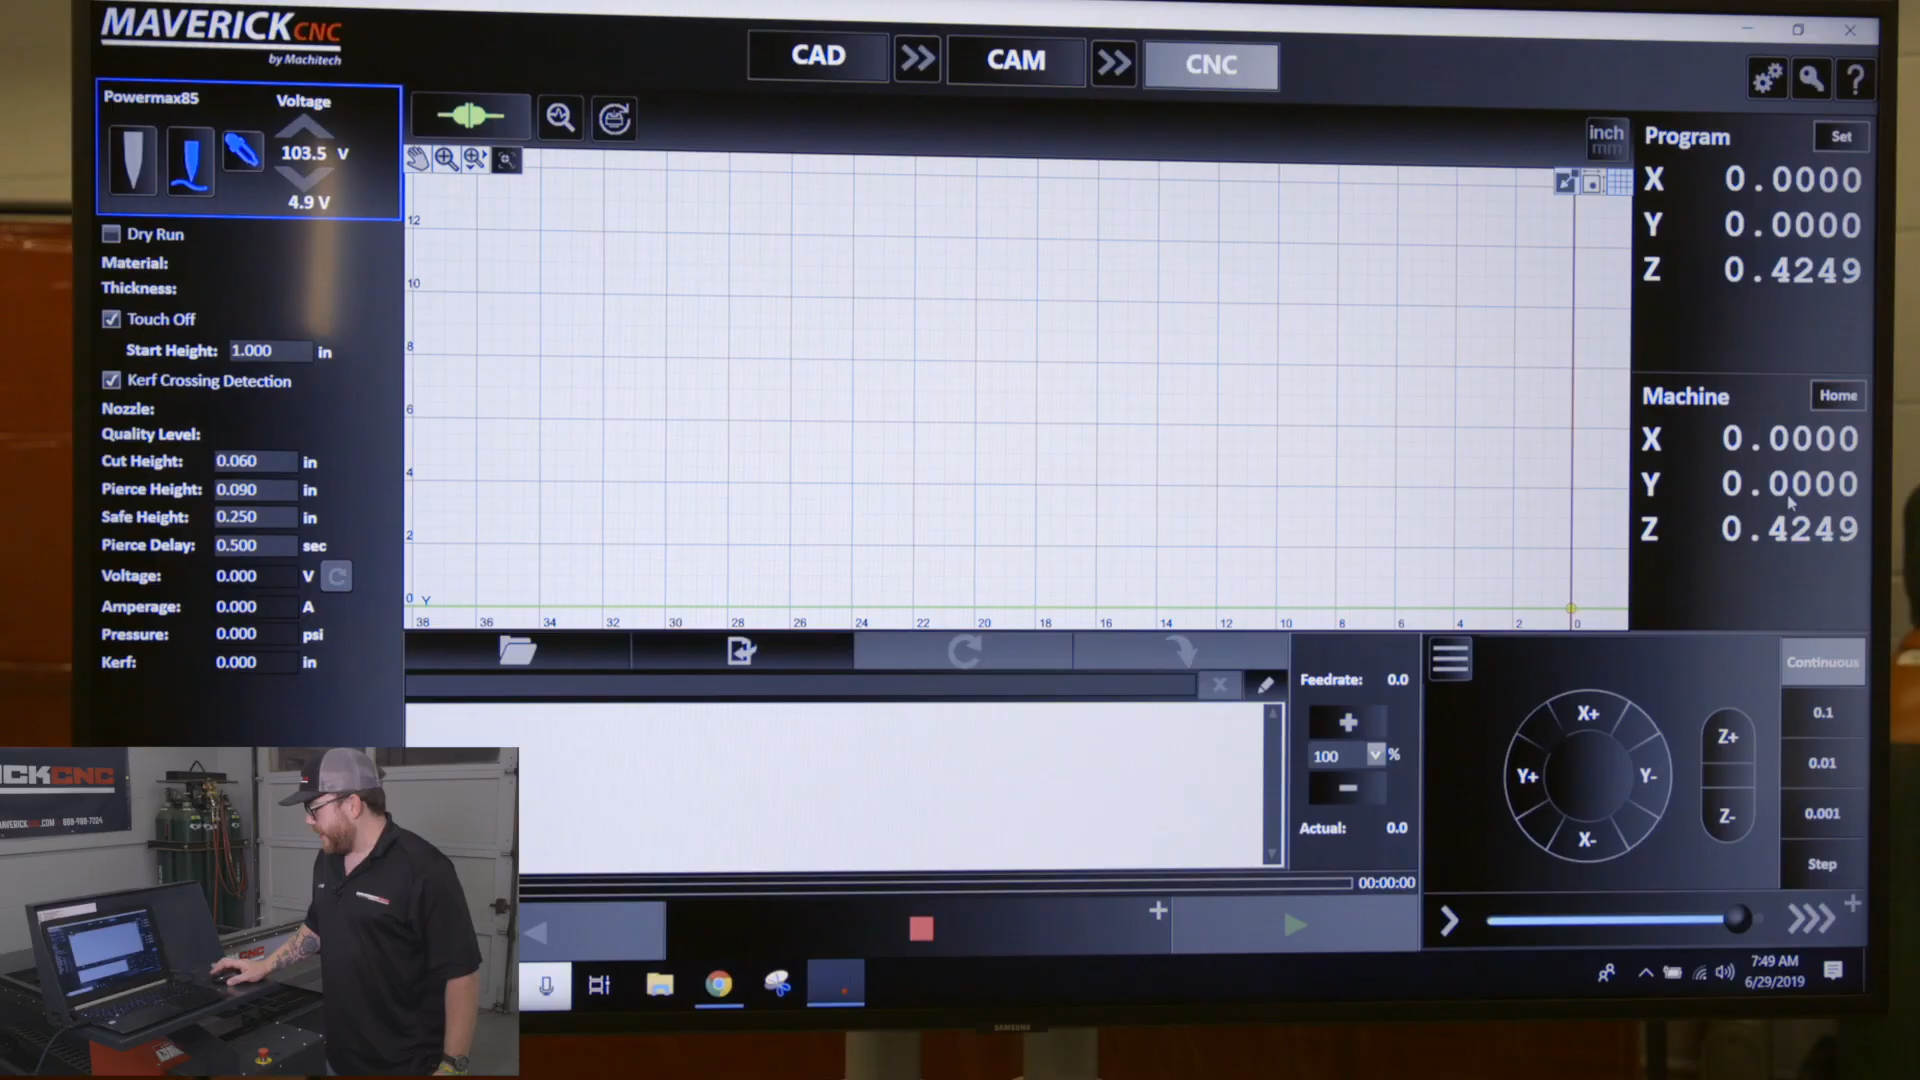 MAVERICK CNC
by Machitech
CAD
CAM
CNC
Powermax85
Voltage
103.5 V
4.9 V
Dry Run
Material:
Thickness:
Touch Off
Start Height: 1.000 in
Kerf Crossing Detection
Nozzle:
Quality Level:
Cut Height: 0.060 in
Pierce Height: 0.090 in
Safe Height: 0.250 in
Pierce Delay: 0.500 sec
Voltage: 0.000 V
Amperage: 0.000 A
Pressure: 0.000 psi
Kerf: 0.000 in
inch
mm
12
10
8
6
4
2
0 Y
38 36 34 32 30 28 26 24 22 20 18 16 14 12 10 8 6 4 2 0
Program Set
X 0.0000
Y 0.0000
Z 0.4249
Machine Home
X 0.0000
Y 0.0000
Z 0.4249
Feedrate: 0.0
+
100 %
-
Actual: 0.0
00:00:00
X+
Y+ Y-
X-
Z+
Z-
Continuous
0.1
0.01
0.001
Step
7:49 AM
6/29/2019
SAMSUNG
ICKCNC